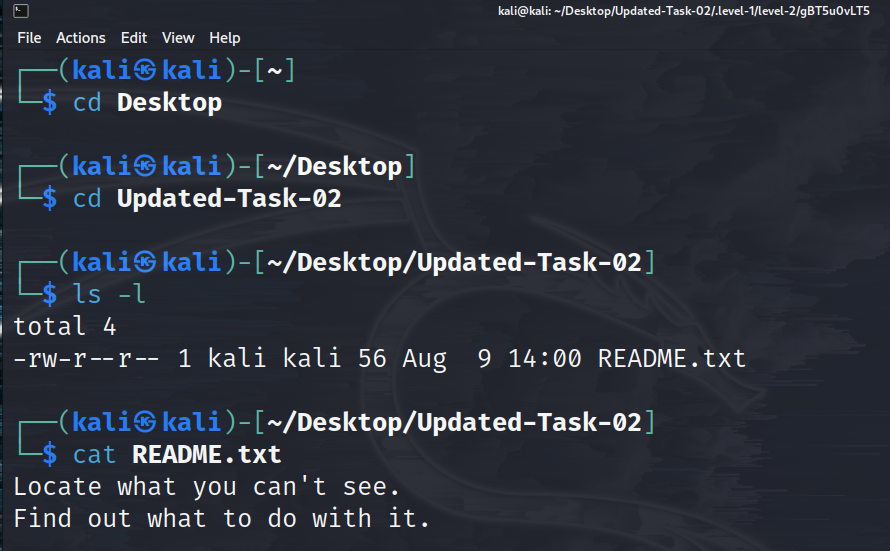 kali@kali: ~/Desktop/Updated-Task-02/.level-1/level-2/gBT5u0vLT5
File Actions Edit View Help
┌──(kali㉿kali)-[~]
└─$ cd Desktop
┌──(kali㉿kali)-[~/Desktop]
└─$ cd Updated-Task-02
┌──(kali㉿kali)-[~/Desktop/Updated-Task-02]
└─$ ls -l
total 4
-rw-r--r-- 1 kali kali 56 Aug  9 14:00 README.txt
┌──(kali㉿kali)-[~/Desktop/Updated-Task-02]
└─$ cat README.txt
Locate what you can't see.
Find out what to do with it.